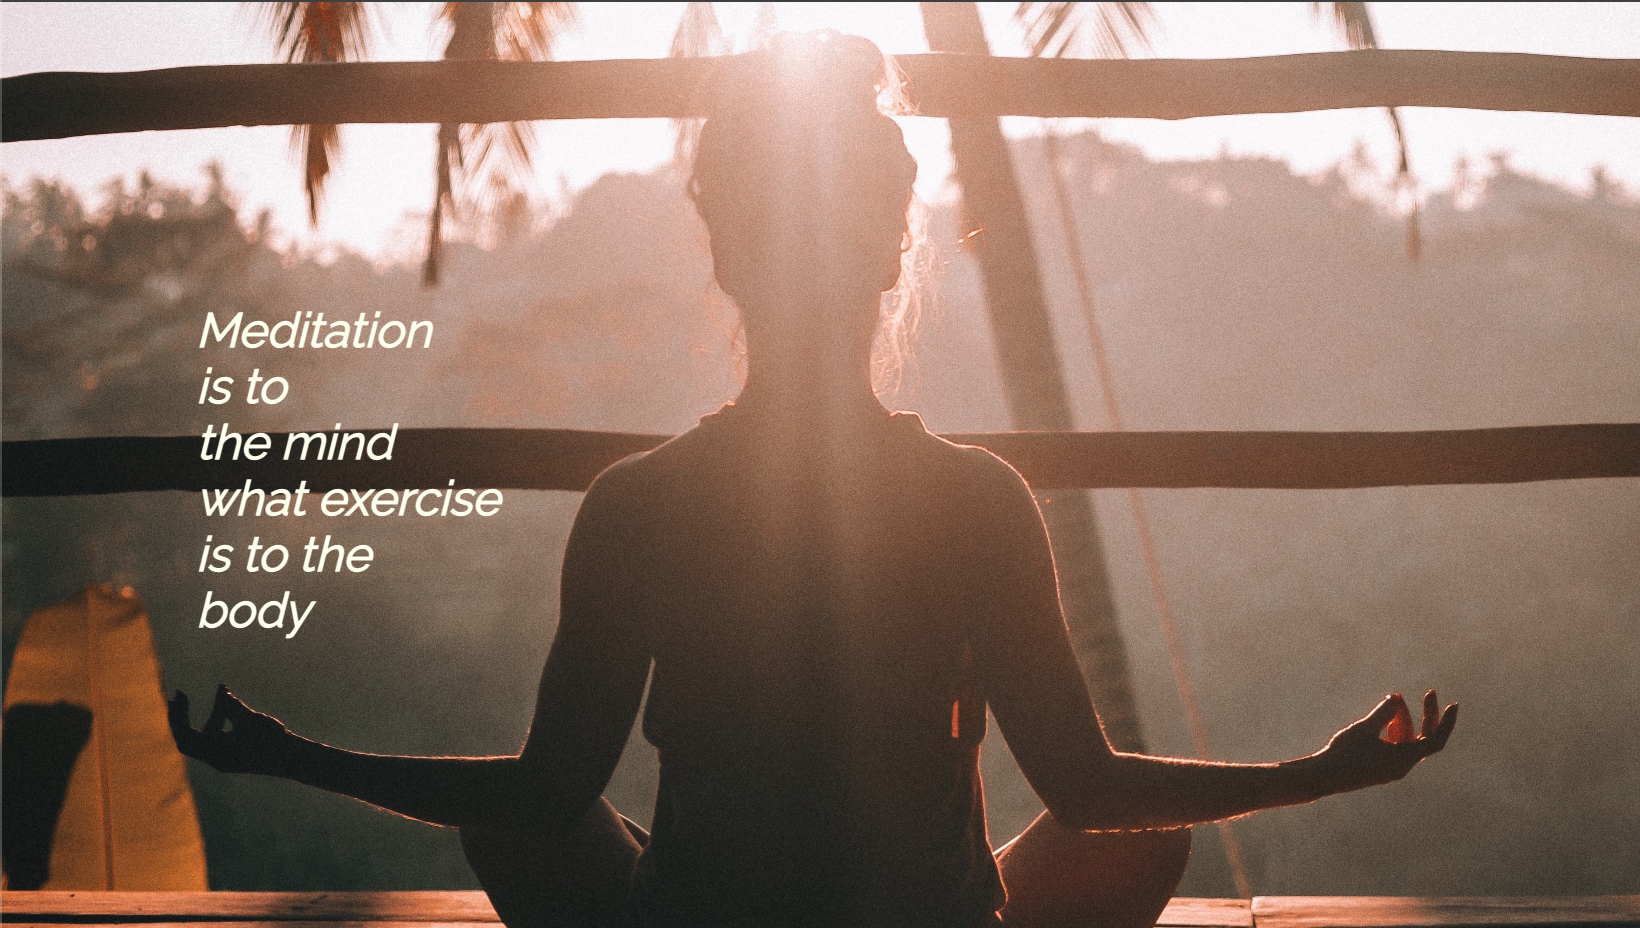 Meditation
is to
the mind
what exercise
is to the
body